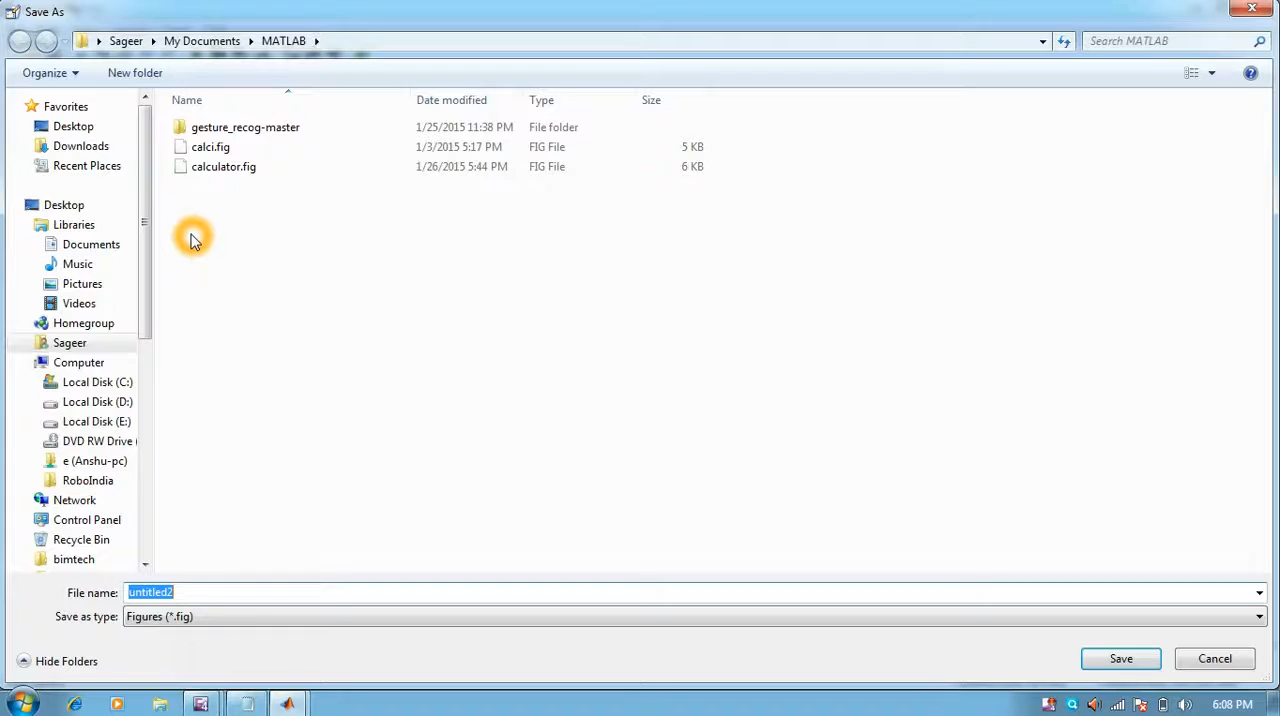 Save As
Sageer
My Documents
MATLAB
Search MATLAB
Organize
New folder
Name
Date modified
Type
Size
Favorites
Desktop
Downloads
Recent Places
Desktop
Libraries
Documents
Music
Pictures
Videos
Homegroup
Sageer
Computer
Local Disk (C:)
Local Disk (D:)
Local Disk (E:)
DVD RW Drive (
e (Anshu-pc)
RoboIndia
Network
Control Panel
Recycle Bin
bimtech
gesture_recog-master 1/25/2015 11:38 PM File folder
calci.fig 1/3/2015 5:17 PM FIG File 5 KB
calculator.fig 1/26/2015 5:44 PM FIG File 6 KB
File name: untitled2
Save as type: Figures (*.fig)
Hide Folders
Save
Cancel
6:08 PM